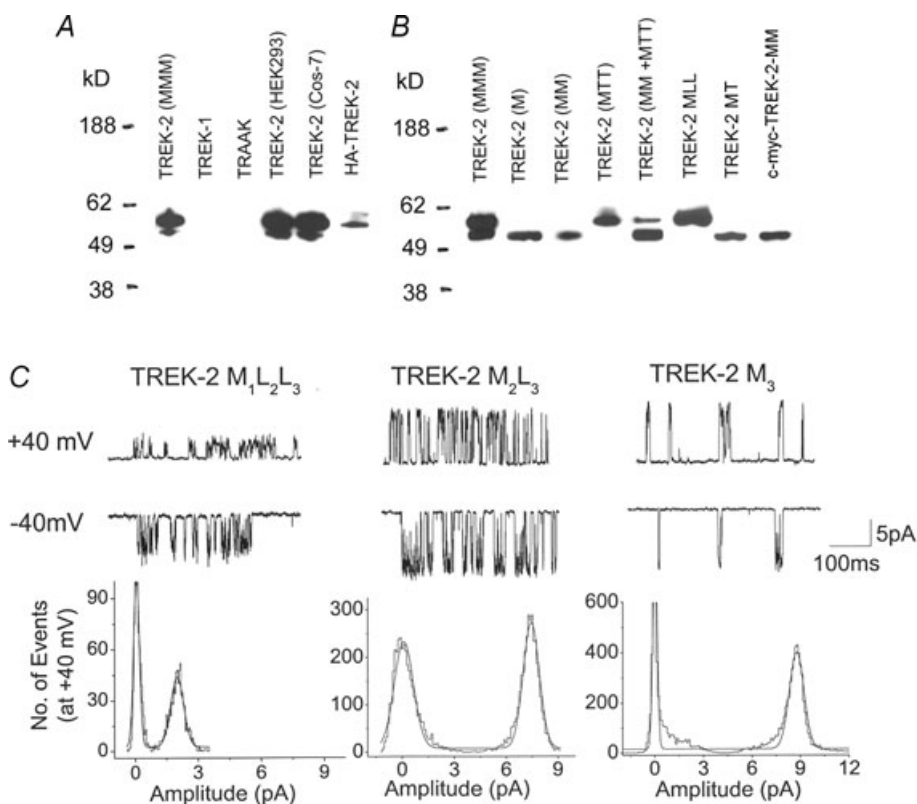 A
B
kD
188
62
49
38
TREK-2 (MMM)
TREK-1
TRAAK
TREK-2 (HEK293)
TREK-2 (Cos-7)
HA-TREK-2
kD
188
62
49
38
TREK-2 (MMM)
TREK-2 (M)
TREK-2 (MM)
TREK-2 (MTT)
TREK-2 (MM +MTT)
TREK-2 MLL
TREK-2 MT
c-myc-TREK-2-MM
C
TREK-2 M₁L₂L₃
TREK-2 M₂L₃
TREK-2 M₃
+40 mV
-40mV
5pA
100ms
No. of Events
(at +40 mV)
90
60
30
0
0 3 6 9
Amplitude (pA)
300
200
100
0
0 3 6 9
Amplitude (pA)
600
400
200
0
0 3 6 9 12
Amplitude (pA)